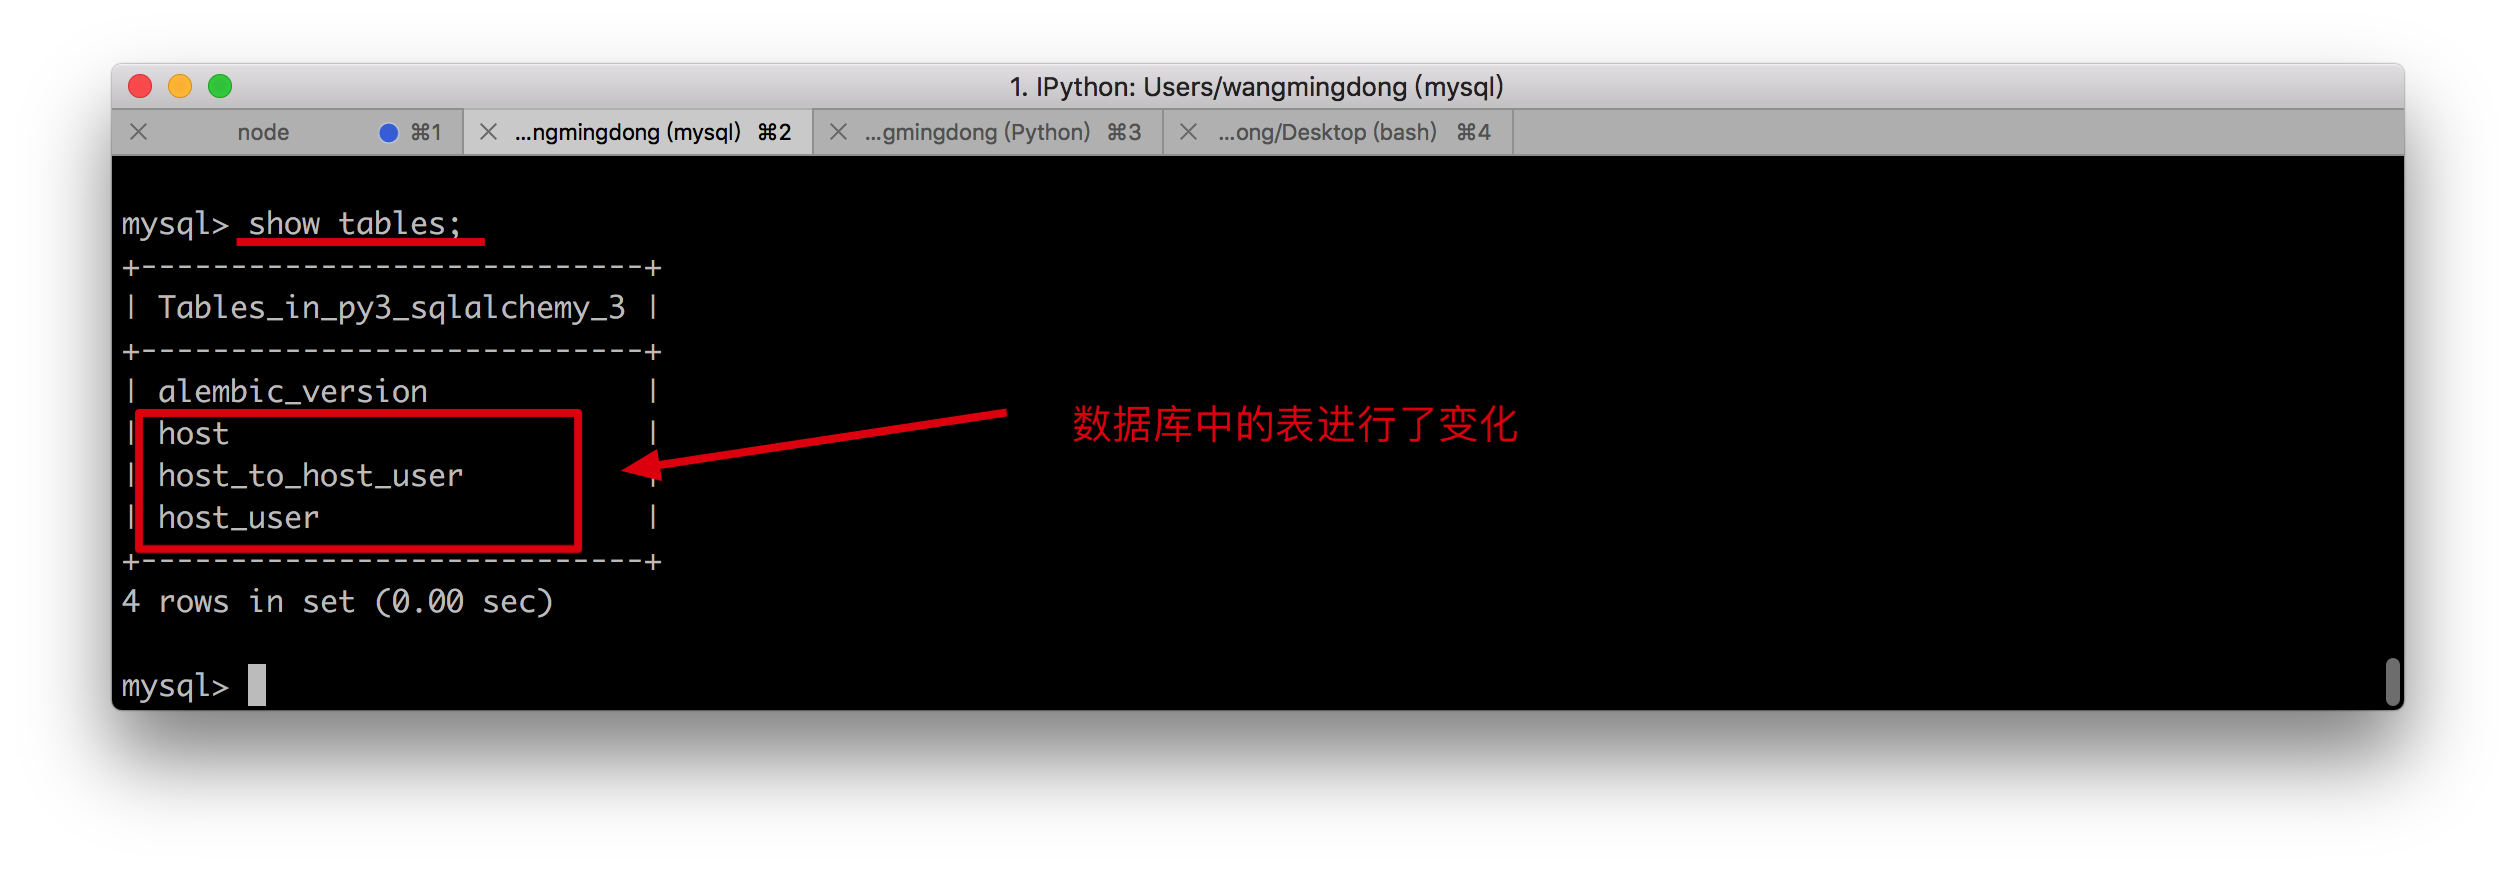 1. IPython: Users/wangmingdong (mysql)
node ⌘1 ...ngmingdong (mysql) ⌘2 ...gmingdong (Python) ⌘3 ...ong/Desktop (bash) ⌘4
mysql> show tables;
+----------------------------+
| Tables_in_py3_sqlalchemy_3 |
+----------------------------+
| alembic_version            |
| host                       |
| host_to_host_user          |
| host_user                  |
+----------------------------+
4 rows in set (0.00 sec)
mysql>
数据库中的表进行了变化